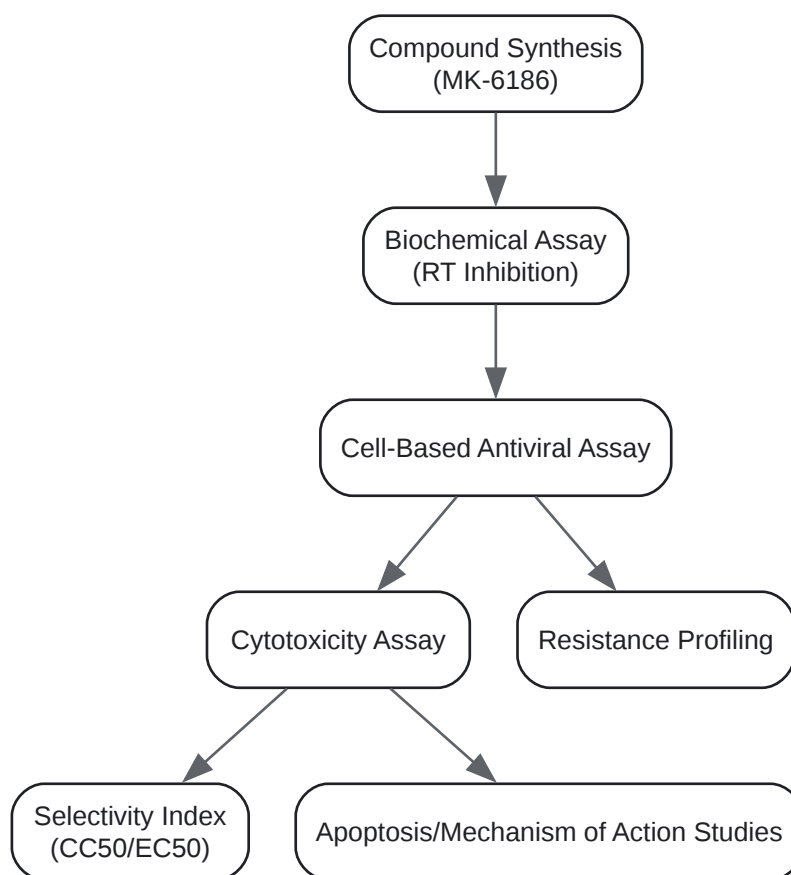 Compound Synthesis
(MK-6186)
Biochemical Assay
(RT Inhibition)
Cell-Based Antiviral Assay
Cytotoxicity Assay
Resistance Profiling
Selectivity Index
(CC50/EC50)
Apoptosis/Mechanism of Action Studies